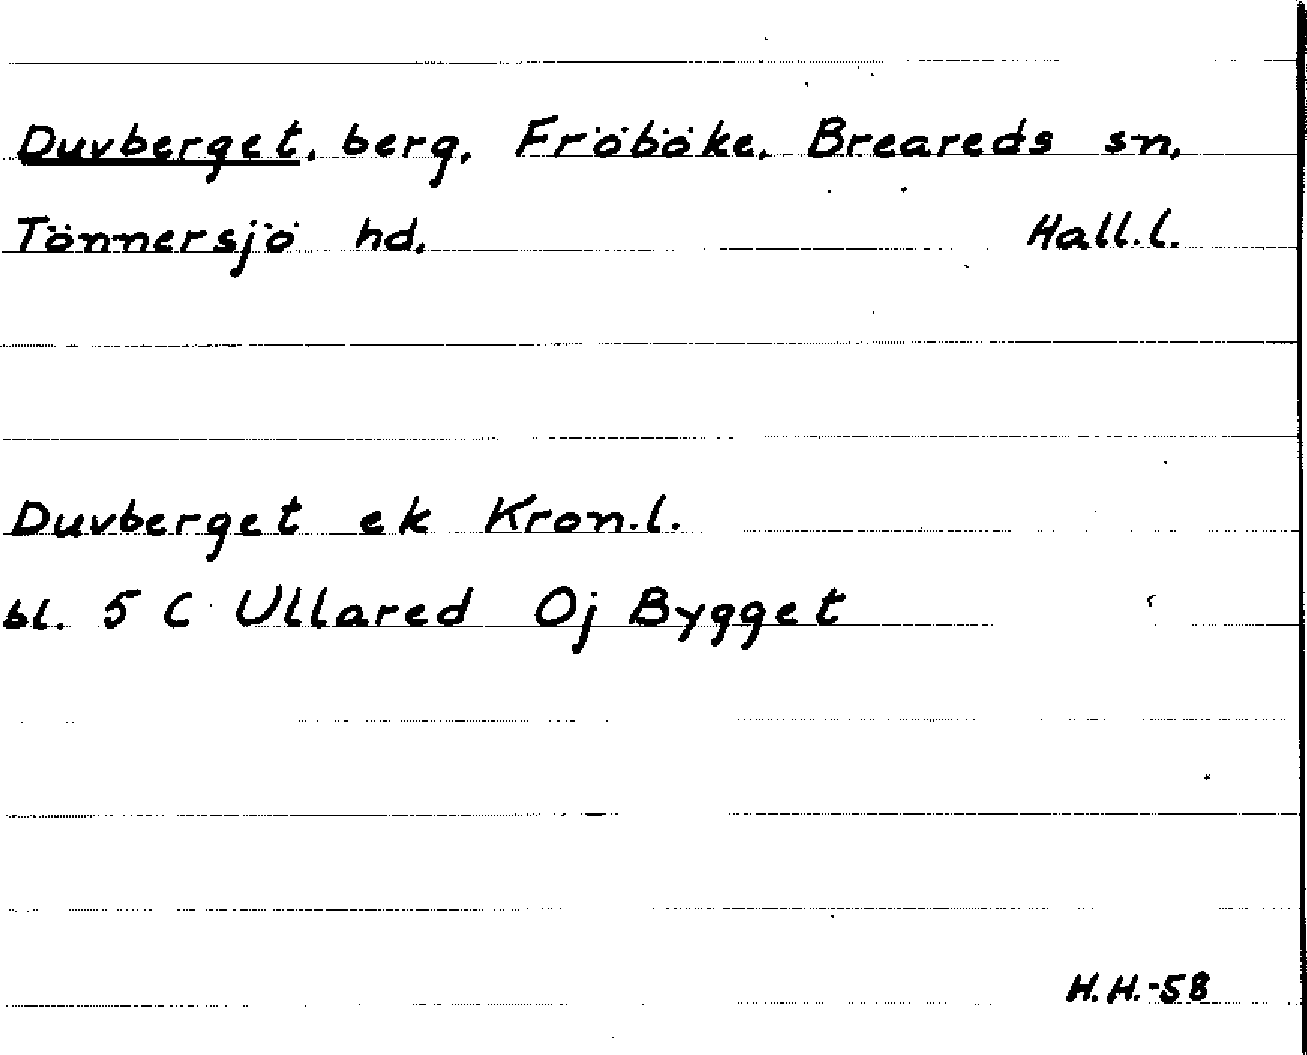 Duvberget, berg, Fröböke, Breareds sn,
Tönnersjö hd. Hall.l.
Duvberget ek Kron.l.
bl. 5 C Ullared Oj Bygget
H.H.-58